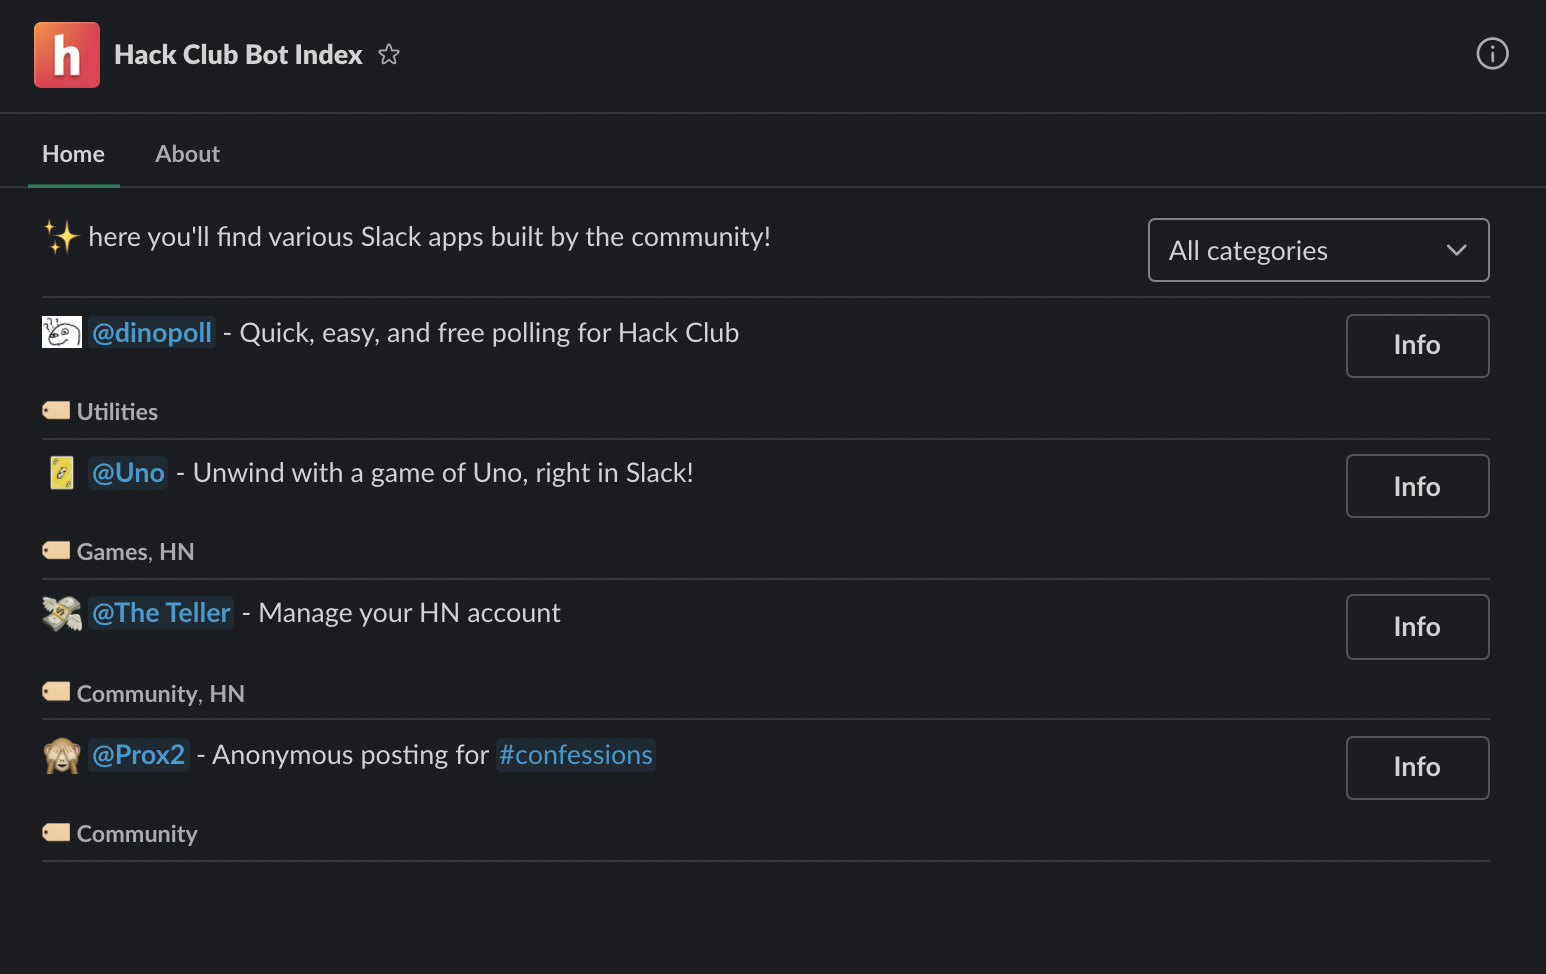 h
Hack Club Bot Index
Home
About
here you'll find various Slack apps built by the community!
All categories
@dinopoll - Quick, easy, and free polling for Hack Club
Info
Utilities
@Uno - Unwind with a game of Uno, right in Slack!
Info
Games, HN
@The Teller - Manage your HN account
Info
Community, HN
@Prox2 - Anonymous posting for #confessions
Info
Community